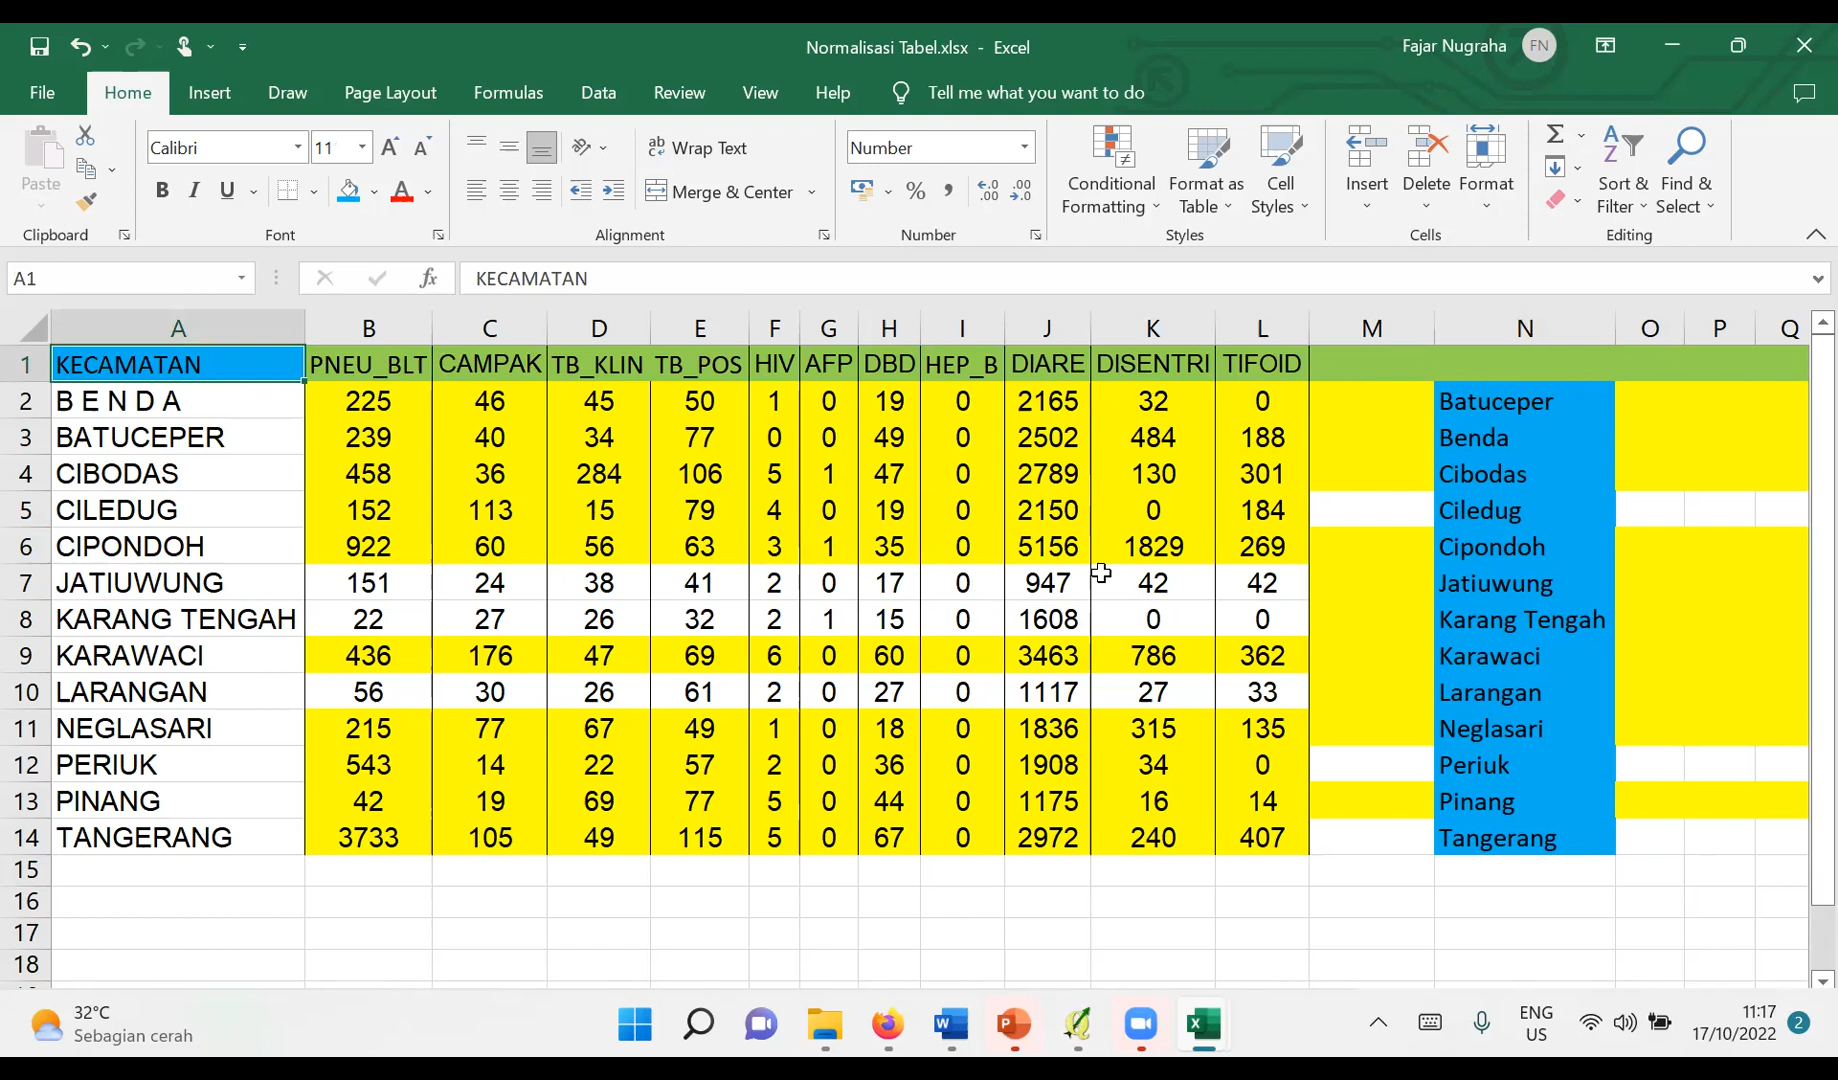 Normalisasi Tabel.xlsx - Excel
Fajar Nugraha FN
File Home Insert Draw Page Layout Formulas Data Review View Help Tell me what you want to do
Paste
Clipboard
Calibri 11
B I U A
Font
ab Wrap Text
Merge & Center
Alignment
Number
% ,
Number
Conditional Formatting
Format as Table
Cell Styles
Styles
Insert Delete Format
Cells
Sort & Filter
Find & Select
Editing
A1 fx KECAMATAN
A B C D E F G H I J K L M N O P Q
1 KECAMATAN PNEU_BLT CAMPAK TB_KLIN TB_POS HIV AFP DBD HEP_B DIARE DISENTRI TIFOID
2 B E N D A 225 46 45 50 1 0 19 0 2165 32 0 Batuceper
3 BATUCEPER 239 40 34 77 0 0 49 0 2502 484 188 Benda
4 CIBODAS 458 36 284 106 5 1 47 0 2789 130 301 Cibodas
5 CILEDUG 152 113 15 79 4 0 19 0 2150 0 184 Ciledug
6 CIPONDOH 922 60 56 63 3 1 35 0 5156 1829 269 Cipondoh
7 JATIUWUNG 151 24 38 41 2 0 17 0 947 42 42 Jatiuwung
8 KARANG TENGAH 22 27 26 32 2 1 15 0 1608 0 0 Karang Tengah
9 KARAWACI 436 176 47 69 6 0 60 0 3463 786 362 Karawaci
10 LARANGAN 56 30 26 61 2 0 27 0 1117 27 33 Larangan
11 NEGLASARI 215 77 67 49 1 0 18 0 1836 315 135 Neglasari
12 PERIUK 543 14 22 57 2 0 36 0 1908 34 0 Periuk
13 PINANG 42 19 69 77 5 0 44 0 1175 16 14 Pinang
14 TANGERANG 3733 105 49 115 5 0 67 0 2972 240 407 Tangerang
15
16
17
18
32°C
Sebagian cerah
ENG
US
11:17
17/10/2022
2